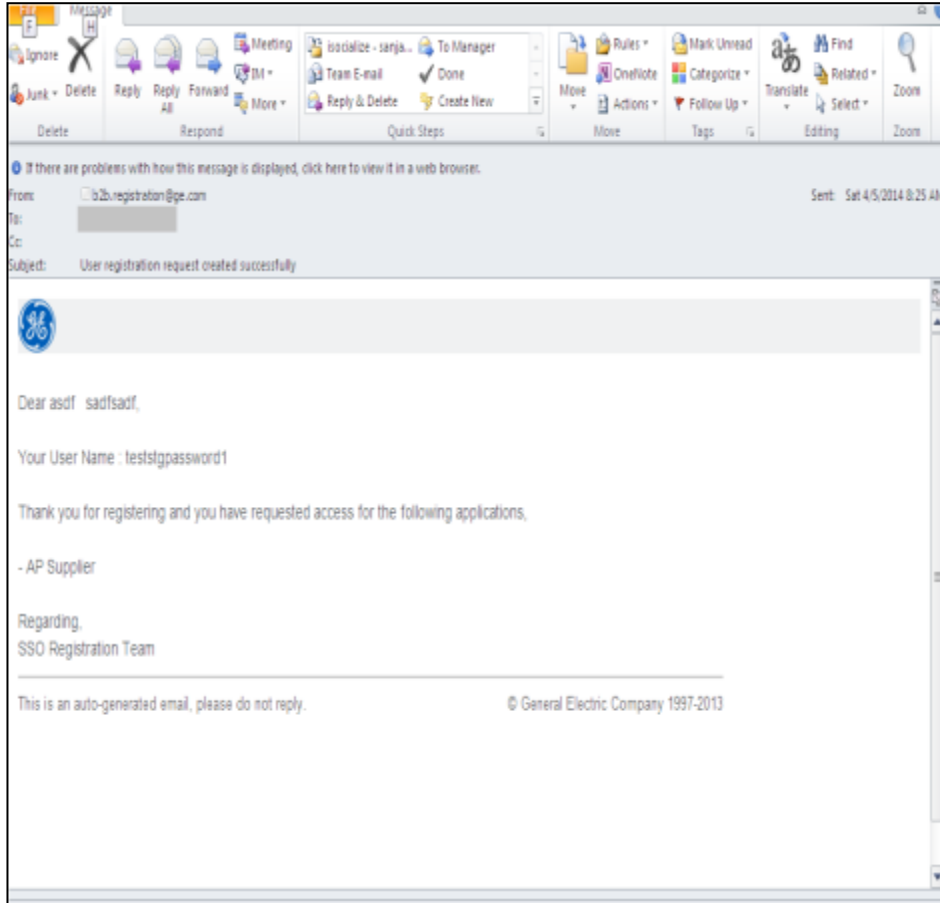 File Message
F H
Ignore
Junk
Delete
Reply
Reply All
Forward
Meeting
IM
More
isocialize - sanja...
To Manager
Team E-mail
Done
Reply & Delete
Create New
Move
Rules
OneNote
Actions
Mark Unread
Categorize
Follow Up
Translate
Find
Related
Select
Zoom
Delete Respond Quick Steps Move Tags Editing Zoom
If there are problems with how this message is displayed, click here to view it in a web browser.
From: b2b.registration@ge.com Sent: Sat 4/5/2014 8:25 AM
To:
Cc:
Subject: User registration request created successfully
Dear asdf sadfsadf,
Your User Name : teststgpassword1
Thank you for registering and you have requested access for the following applications,
- AP Supplier
Regarding,
SSO Registration Team
This is an auto-generated email, please do not reply. © General Electric Company 1997-2013